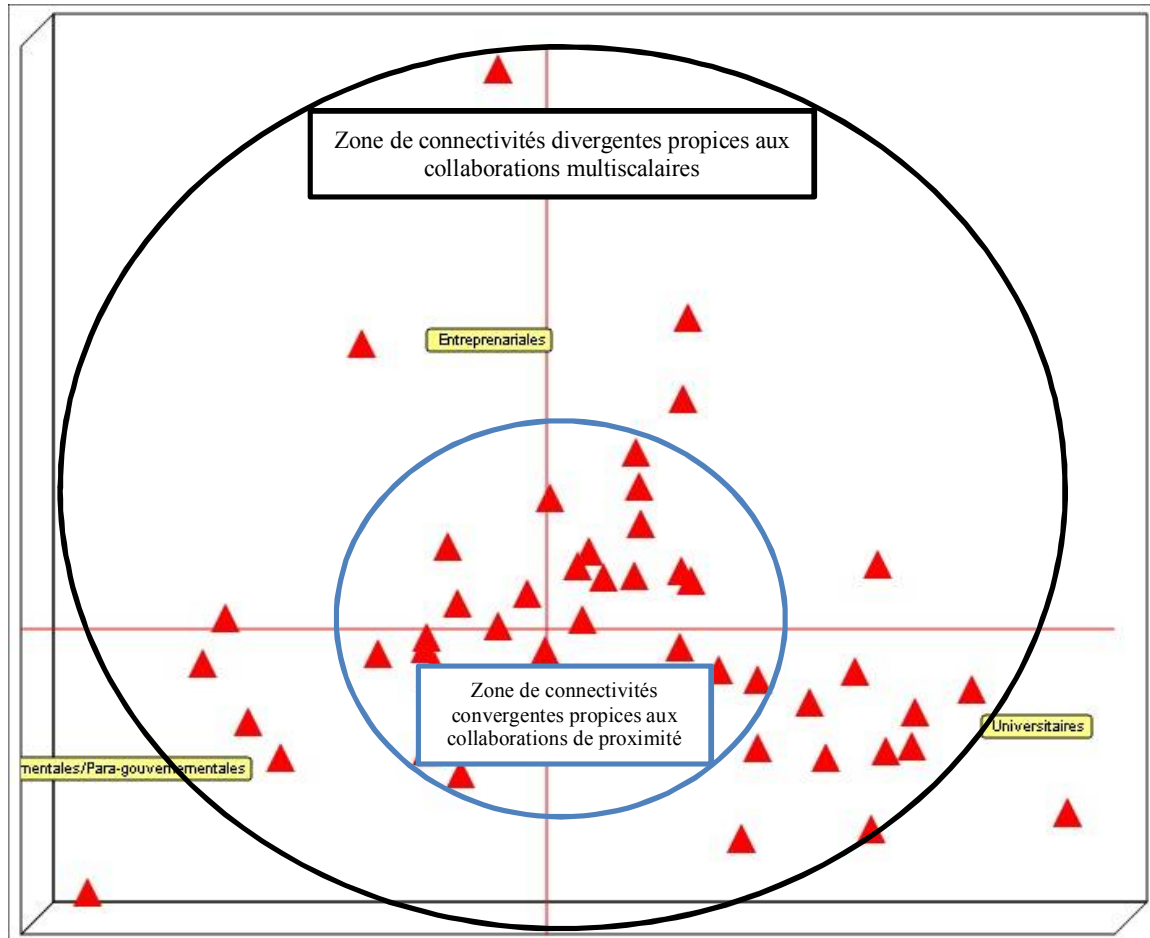 Zone de connectivités divergentes propices aux
collaborations multiscalaires
Entreprenariales
Zone de connectivités
convergentes propices aux
collaborations de proximité
Universitaires
mentales/Para-gouvernementales